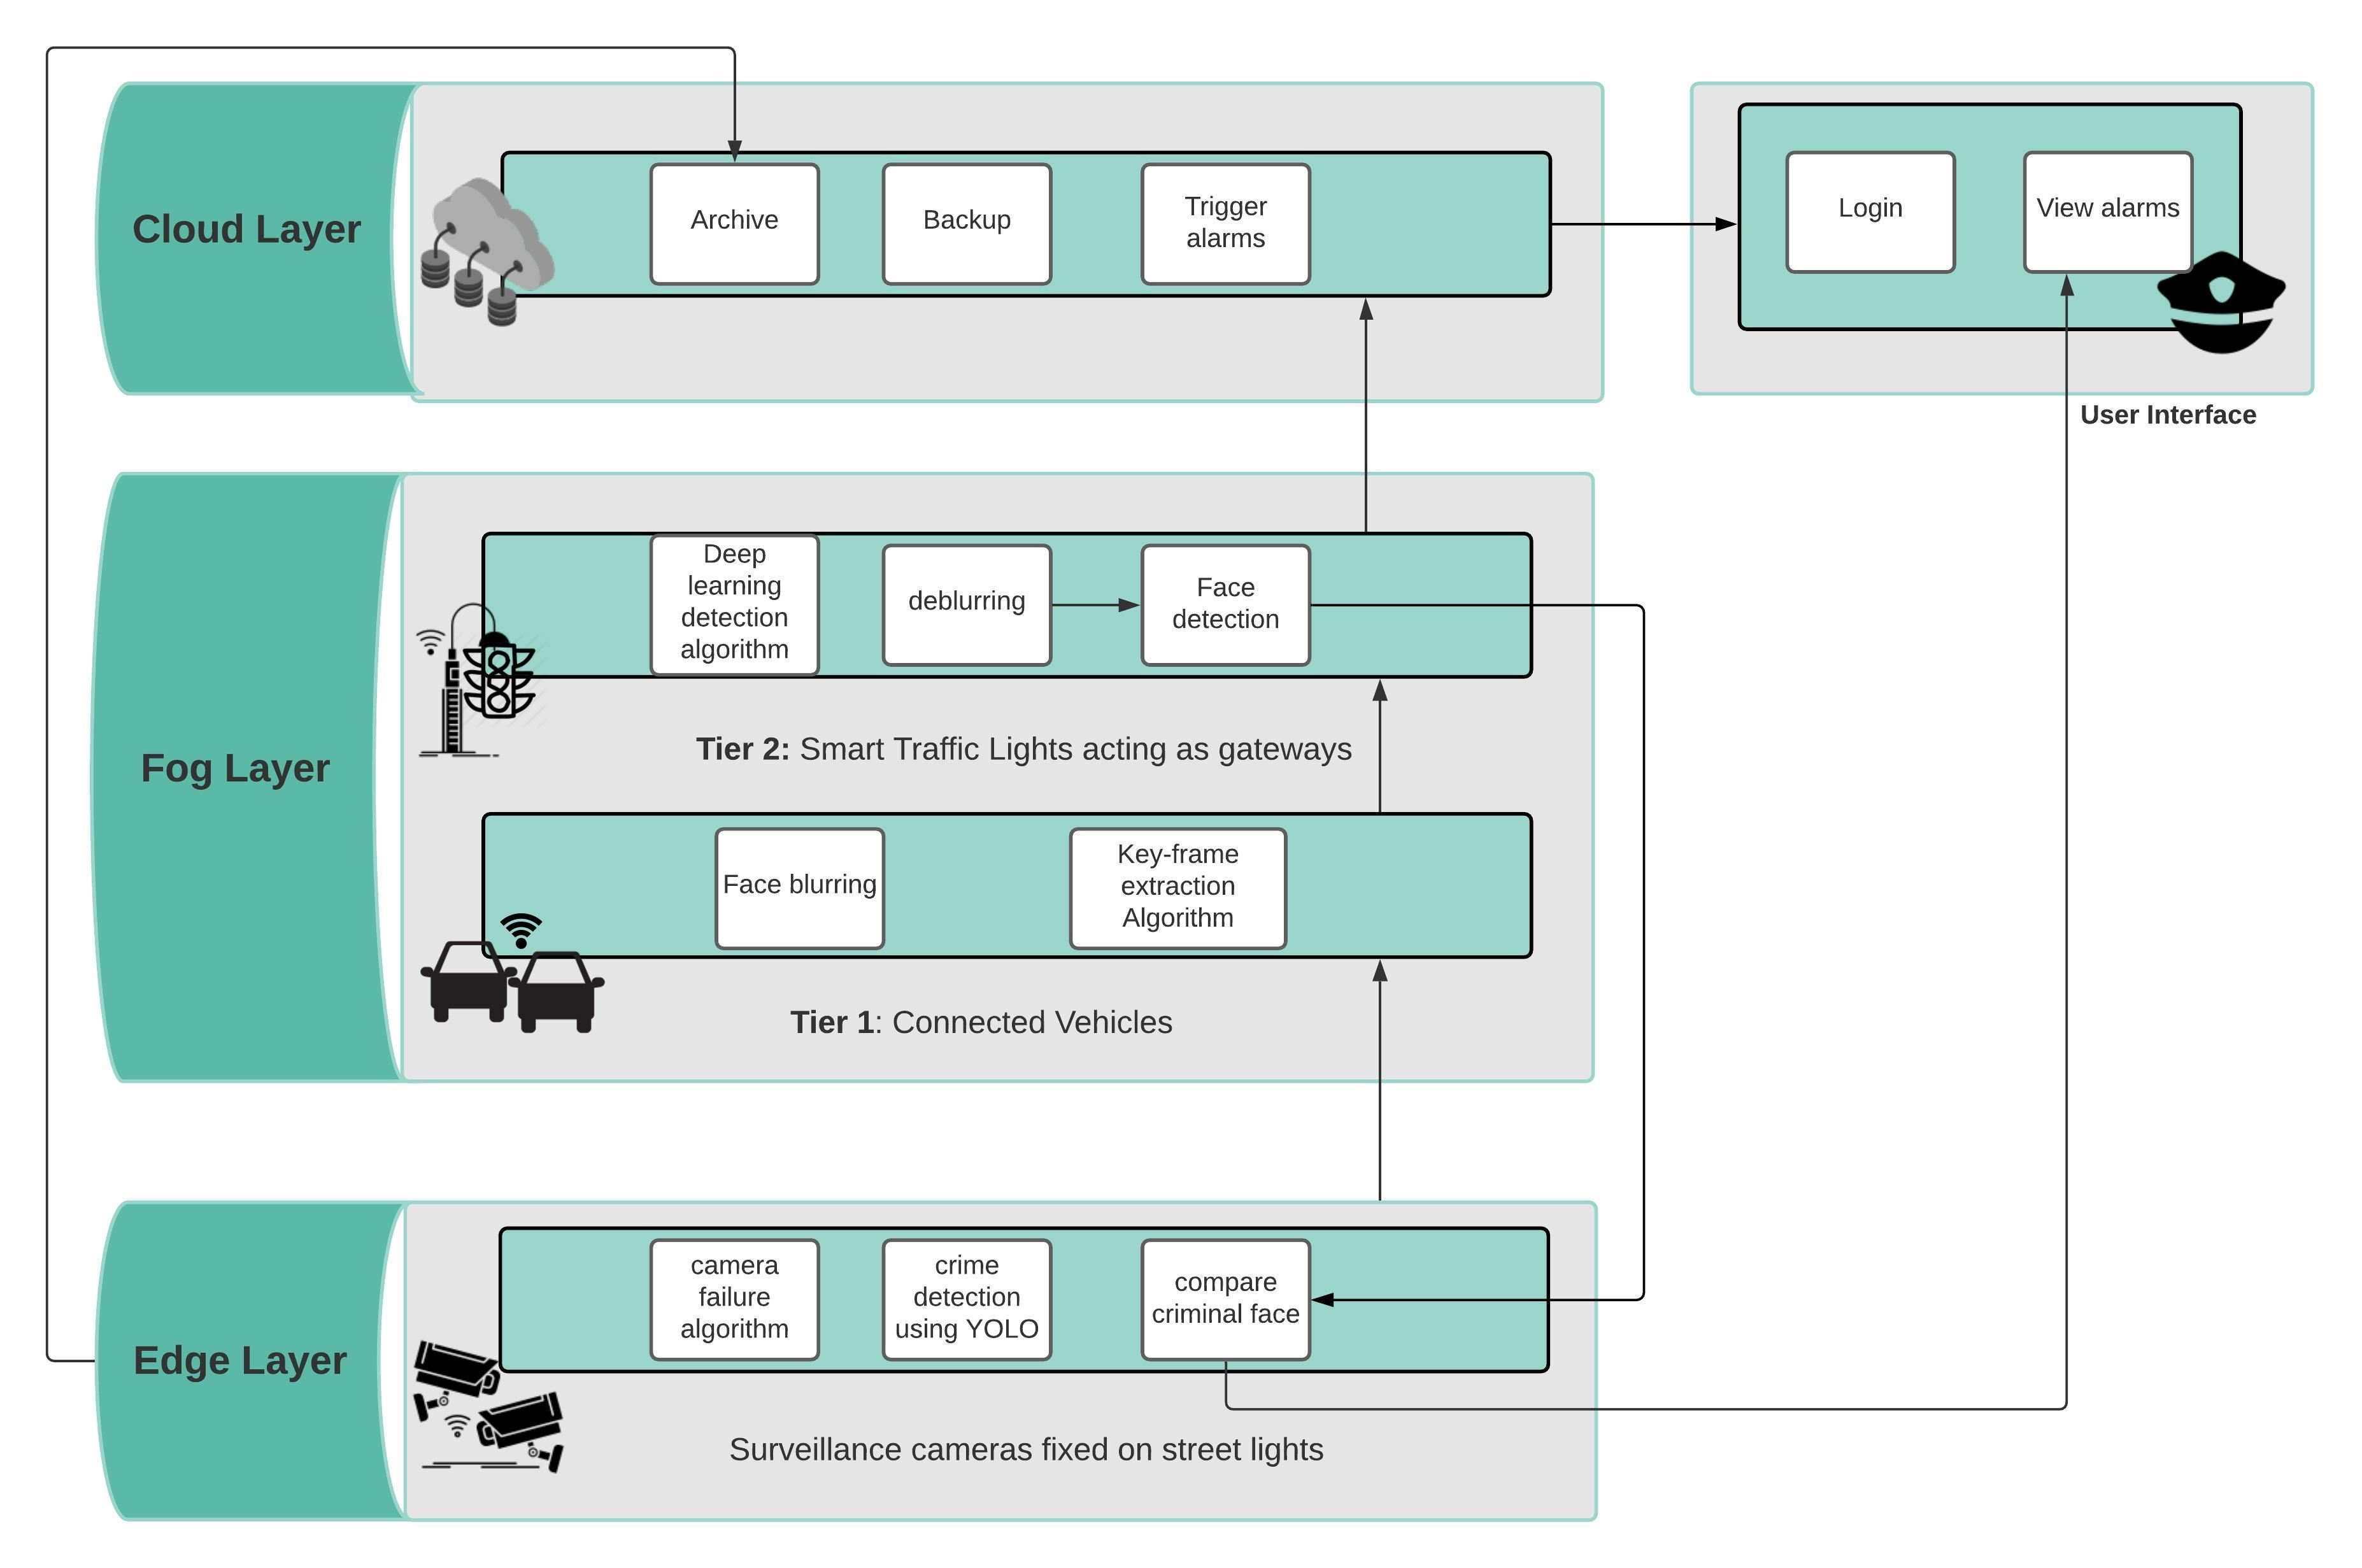 Cloud Layer
Archive
Backup
Trigger
alarms
Login
View alarms
User Interface
Fog Layer
Deep
learning
detection
algorithm
deblurring
Face
detection
Tier 2: Smart Traffic Lights acting as gateways
Face blurring
Key-frame
extraction
Algorithm
Tier 1: Connected Vehicles
Edge Layer
camera
failure
algorithm
crime
detection
using YOLO
compare
criminal face
Surveillance cameras fixed on street lights